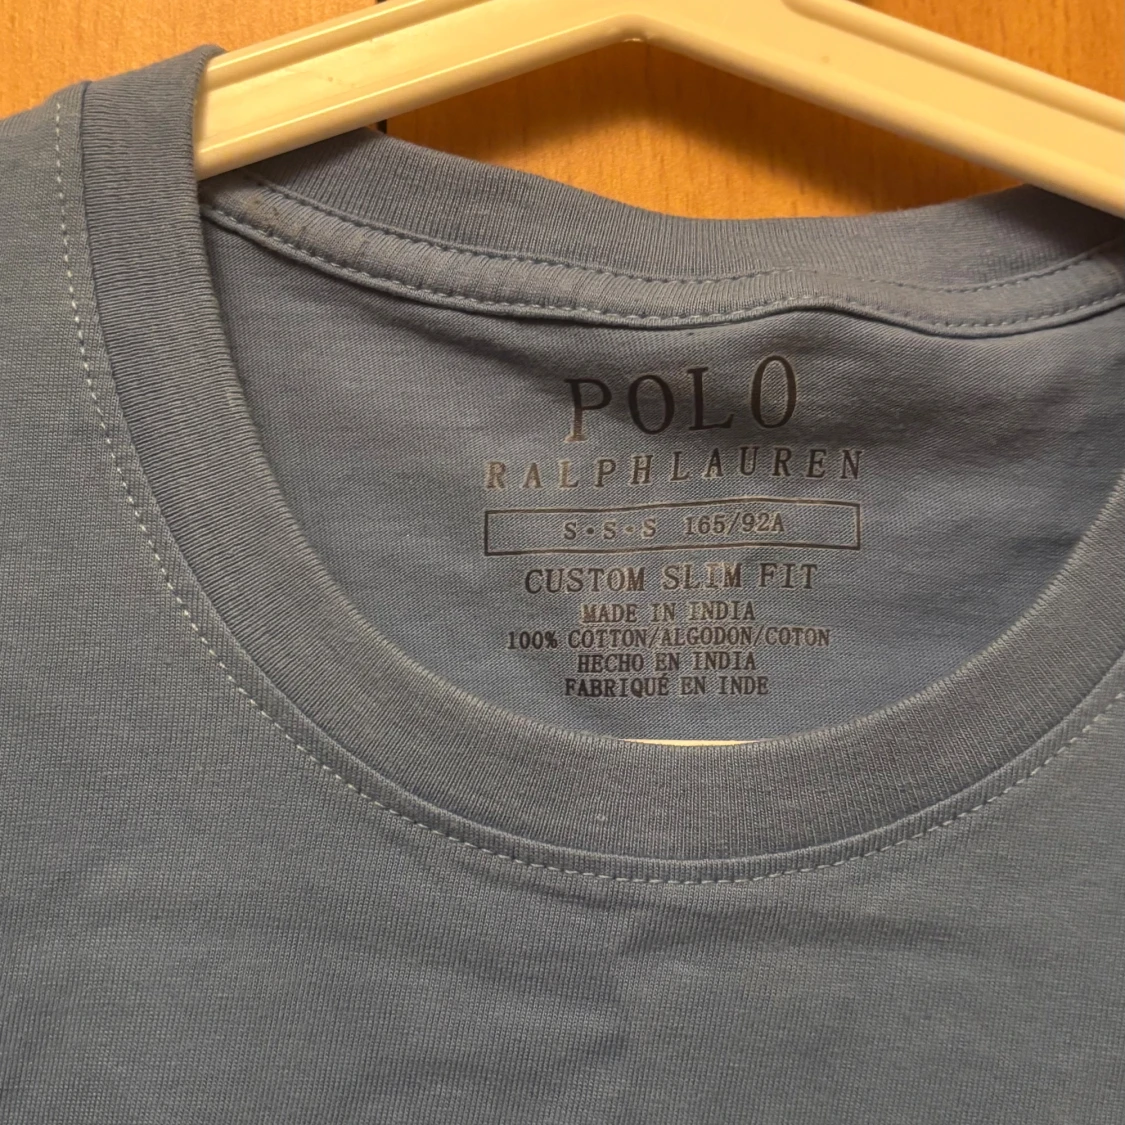 POLO
RALPH LAUREN
S·S·S 165/92A
CUSTOM SLIM FIT
MADE IN INDIA
100% COTTON/ALGODON/COTON
HECHO EN INDIA
FABRIQUÉ EN INDE